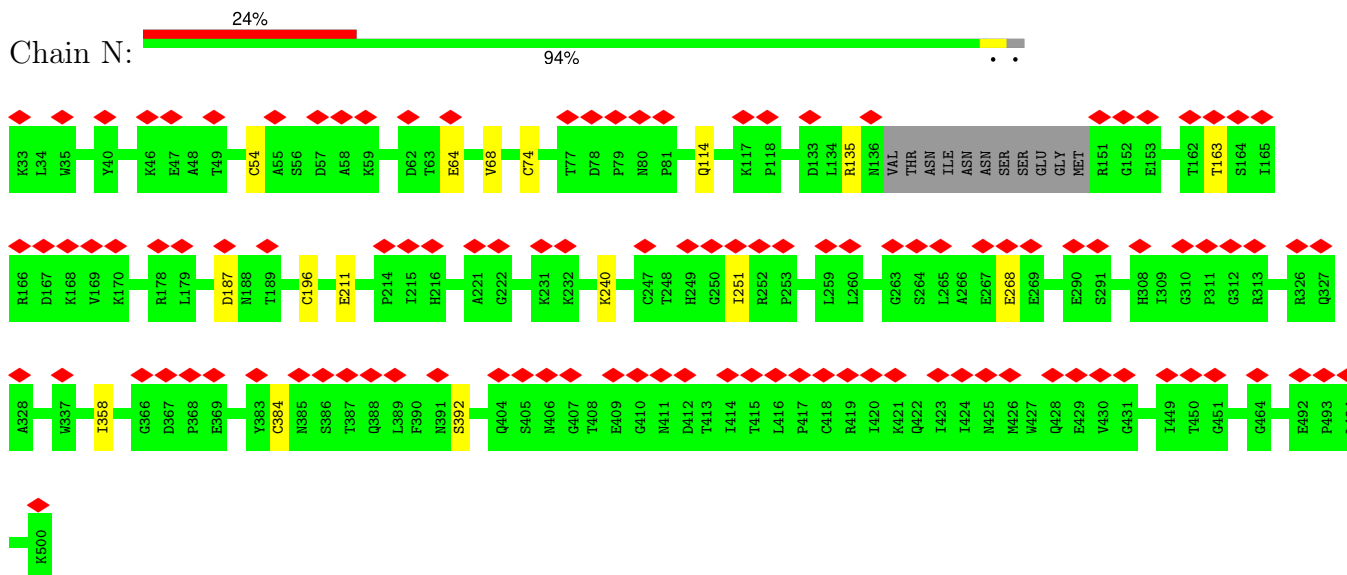 24%
Chain N:
94%
. .
K33 L34 W35 Y40 K46 E47 A48 T49 C54 A55 S56 D57 A58 K59 D62 T63 E64 V68 C74 T77 D78 P79 N80 P81 Q114 K117 P118 D133 L134 R135 N136 VAL THR ASN ILE ASN ASN SER SER GLU GLY MET R151 G152 E153 T162 T163 S164 I165
R166 D167 K168 V169 K170 R178 L179 D187 N188 T189 C196 E211 P214 I215 H216 A221 G222 K231 K232 K240 C247 T248 H249 G250 I251 R252 P253 L259 L260 G263 S264 L265 A266 E267 E268 E269 E290 S291 H308 I309 G310 P311 G312 R313 R326 Q327
A328 W337 I358 G366 D367 P368 E369 Y383 C384 N385 S386 T387 Q388 L389 F390 N391 S392 Q404 S405 N406 G407 T408 E409 G410 N411 D412 T413 I414 T415 L416 P417 C418 R419 I420 K421 Q422 I423 I424 N425 M426 W427 Q428 E429 V430 G431 I449 T450 G451 G464 E492 P493
K500